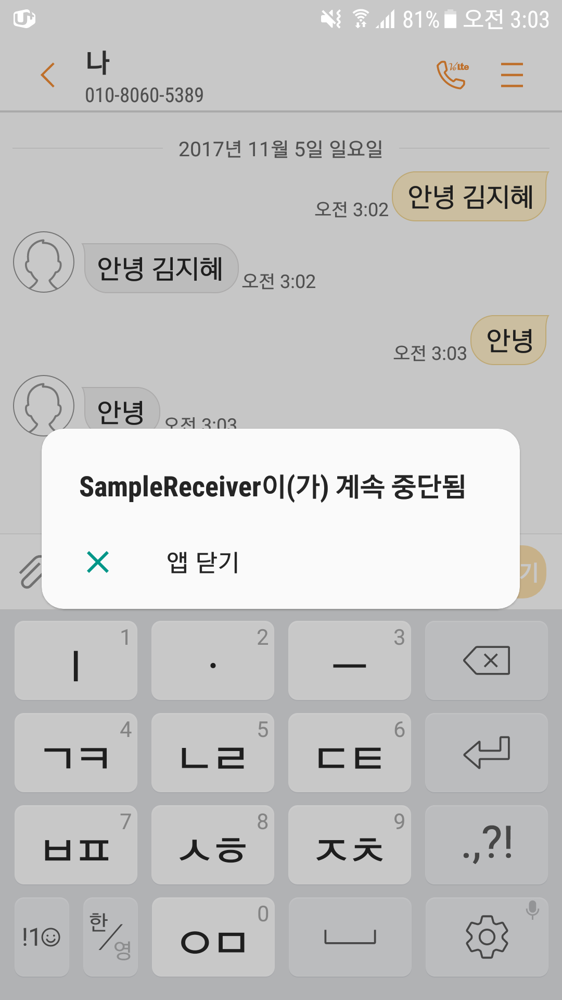 81% 오전 3:03
나
VoLte
010-8060-5389
2017년 11월 5일 일요일
안녕 김지혜
오전 3:02
안녕 김지혜
오전 3:02
안녕
오전 3:03
안녕
오전 3:03
SampleReceiver이(가) 계속 중단됨
앱 닫기
기
1 2 3
ㅣ · ㅡ
4 5 6
ㄱㅋ ㄴㄹ ㄷㅌ
7 8 9
ㅂㅍ ㅅㅎ ㅈㅊ .,?!
0
!1☺ 한/영 ㅇㅁ